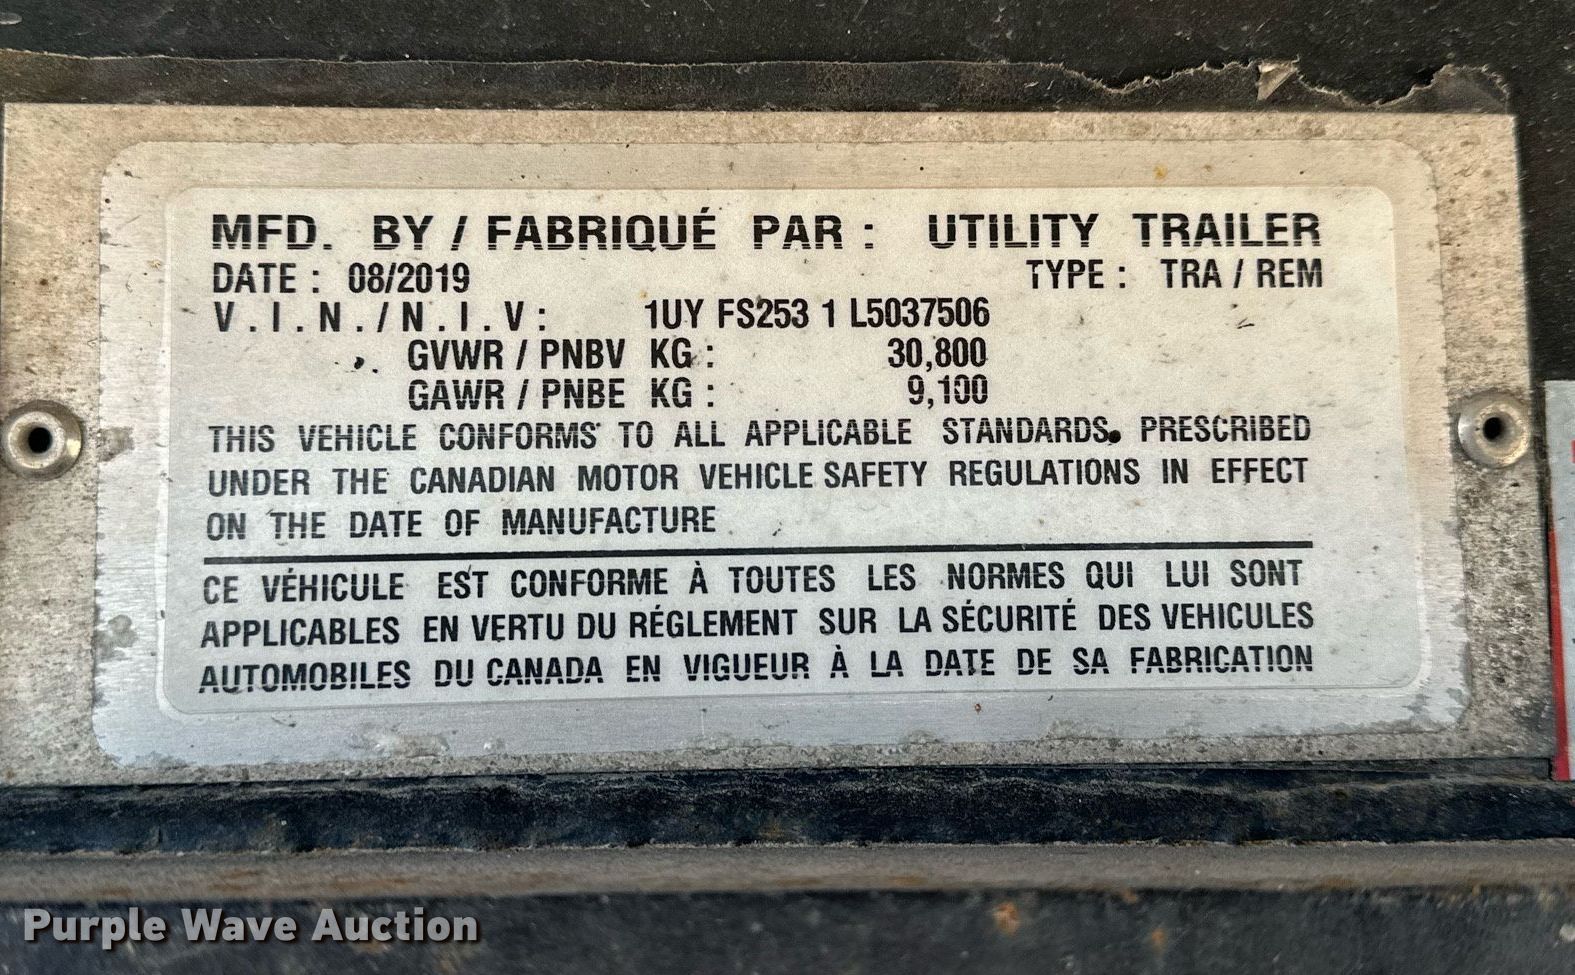 MFD. BY / FABRIQUÉ PAR : UTILITY TRAILER
DATE : 08/2019 TYPE : TRA / REM
V.I.N./N.I.V: 1UY FS253 1 L5037506
GVWR / PNBV KG : 30,800
GAWR / PNBE KG : 9,100
THIS VEHICLE CONFORMS TO ALL APPLICABLE STANDARDS PRESCRIBED
UNDER THE CANADIAN MOTOR VEHICLE SAFETY REGULATIONS IN EFFECT
ON THE DATE OF MANUFACTURE
CE VÉHICULE EST CONFORME À TOUTES LES NORMES QUI LUI SONT
APPLICABLES EN VERTU DU RÉGLEMENT SUR LA SÉCURITÉ DES VEHICULES
AUTOMOBILES DU CANADA EN VIGUEUR À LA DATE DE SA FABRICATION
Purple Wave Auction